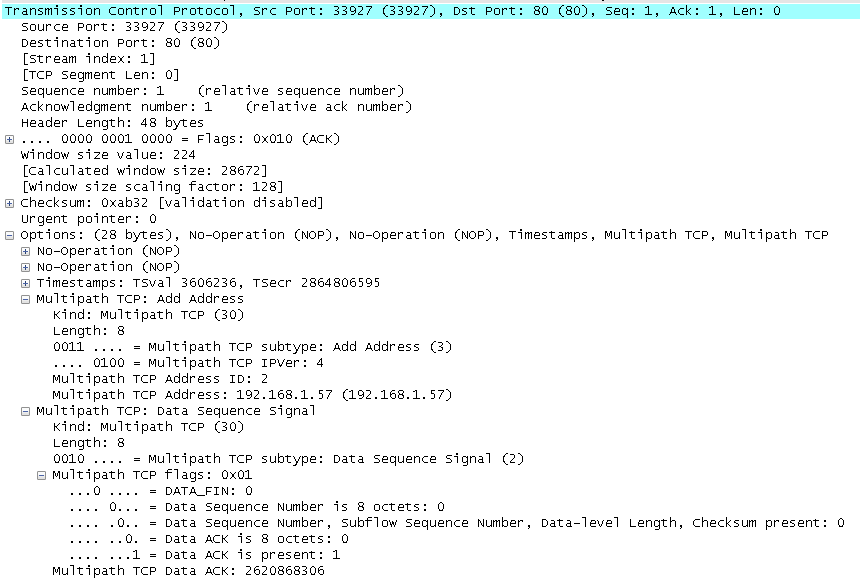 Transmission Control Protocol, Src Port: 33927 (33927), Dst Port: 80 (80), Seq: 1, Ack: 1, Len: 0
Source Port: 33927 (33927)
Destination Port: 80 (80)
[Stream index: 1]
[TCP Segment Len: 0]
Sequence number: 1    (relative sequence number)
Acknowledgment number: 1    (relative ack number)
Header Length: 48 bytes
.... 0000 0001 0000 = Flags: 0x010 (ACK)
Window size value: 224
[Calculated window size: 28672]
[Window size scaling factor: 128]
Checksum: 0xab32 [validation disabled]
Urgent pointer: 0
Options: (28 bytes), No-Operation (NOP), No-Operation (NOP), Timestamps, Multipath TCP, Multipath TCP
No-Operation (NOP)
No-Operation (NOP)
Timestamps: TSval 3606236, TSecr 2864806595
Multipath TCP: Add Address
Kind: Multipath TCP (30)
Length: 8
0011 .... = Multipath TCP subtype: Add Address (3)
.... 0100 = Multipath TCP IPVer: 4
Multipath TCP Address ID: 2
Multipath TCP Address: 192.168.1.57 (192.168.1.57)
Multipath TCP: Data Sequence Signal
Kind: Multipath TCP (30)
Length: 8
0010 .... = Multipath TCP subtype: Data Sequence Signal (2)
Multipath TCP flags: 0x01
...0 .... = DATA_FIN: 0
.... 0... = Data Sequence Number is 8 octets: 0
.... .0.. = Data Sequence Number, Subflow Sequence Number, Data-level Length, Checksum present: 0
.... ..0. = Data ACK is 8 octets: 0
.... ...1 = Data ACK is present: 1
Multipath TCP Data ACK: 2620868306